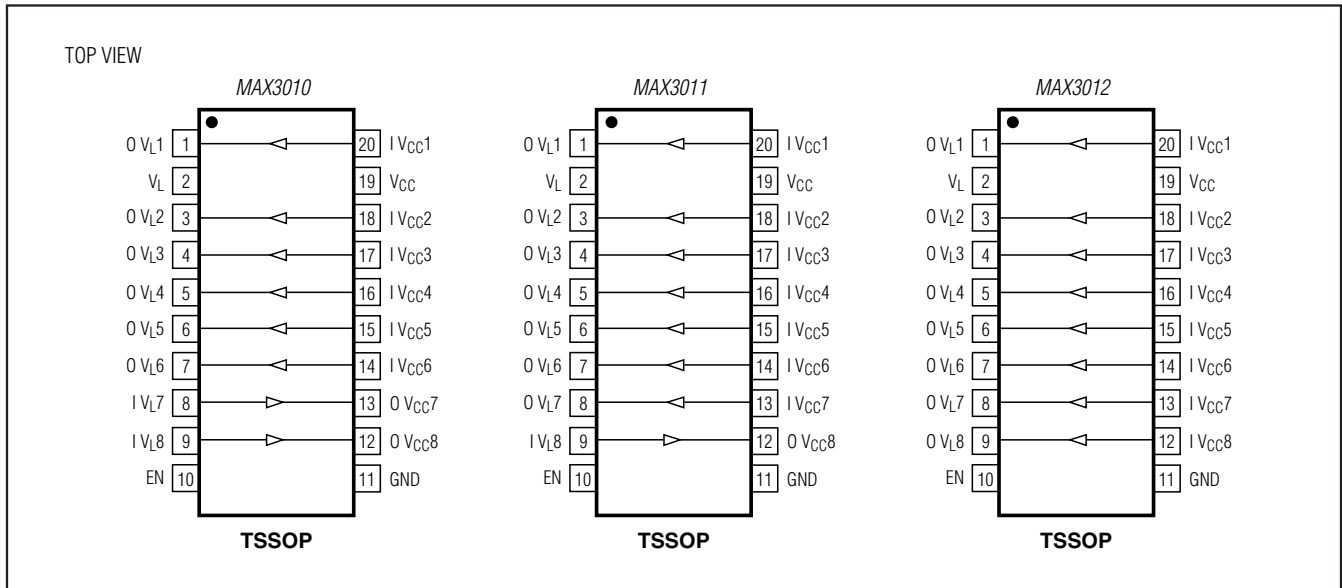 TOP VIEW
MAX3010
O VL1 1 20 I VCC1
VL 2 19 VCC
O VL2 3 18 I VCC2
O VL3 4 17 I VCC3
O VL4 5 16 I VCC4
O VL5 6 15 I VCC5
O VL6 7 14 I VCC6
I VL7 8 13 O VCC7
I VL8 9 12 O VCC8
EN 10 11 GND
TSSOP
MAX3011
O VL1 1 20 I VCC1
VL 2 19 VCC
O VL2 3 18 I VCC2
O VL3 4 17 I VCC3
O VL4 5 16 I VCC4
O VL5 6 15 I VCC5
O VL6 7 14 I VCC6
O VL7 8 13 I VCC7
I VL8 9 12 O VCC8
EN 10 11 GND
TSSOP
MAX3012
O VL1 1 20 I VCC1
VL 2 19 VCC
O VL2 3 18 I VCC2
O VL3 4 17 I VCC3
O VL4 5 16 I VCC4
O VL5 6 15 I VCC5
O VL6 7 14 I VCC6
O VL7 8 13 I VCC7
O VL8 9 12 I VCC8
EN 10 11 GND
TSSOP